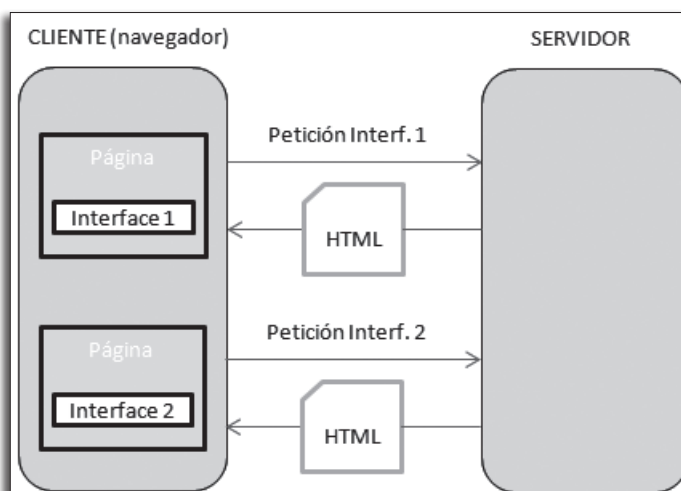 CLIENTE (navegador)
SERVIDOR
Página
Interface 1
Petición Interf. 1
HTML
Página
Interface 2
Petición Interf. 2
HTML